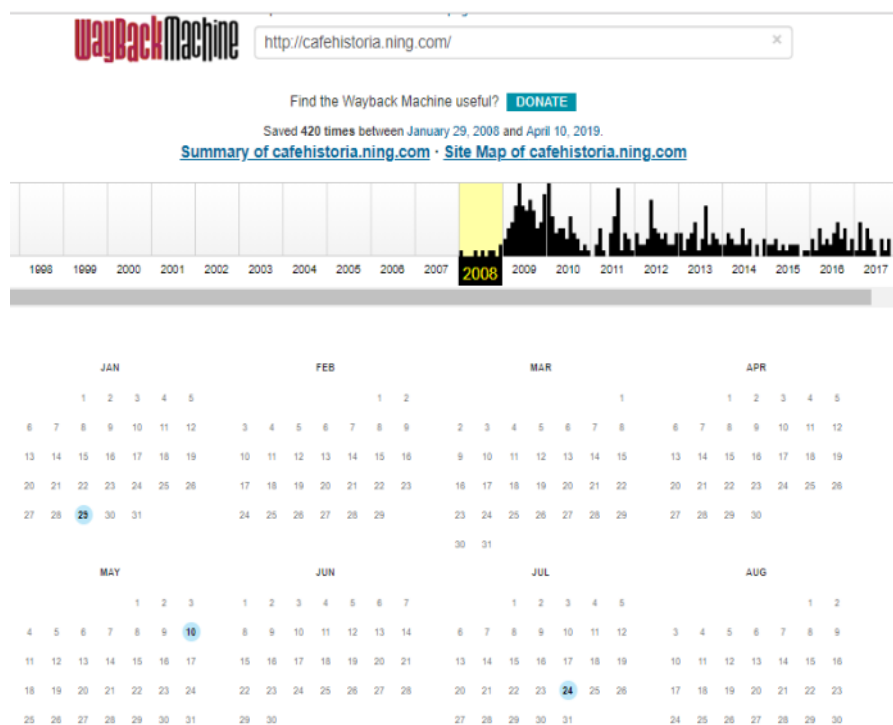 WayBackMachine
http://cafehistoria.ning.com/ ×
Find the Wayback Machine useful? DONATE
Saved 420 times between January 29, 2008 and April 10, 2019.
Summary of cafehistoria.ning.com · Site Map of cafehistoria.ning.com
1998 1999 2000 2001 2002 2003 2004 2005 2006 2007 2008 2009 2010 2011 2012 2013 2014 2015 2016 2017
JAN FEB MAR APR
1 2 3 4 5 1 2 1 1 2 3 4 5
6 7 8 9 10 11 12 3 4 5 6 7 8 9 2 3 4 5 6 7 8 6 7 8 9 10 11 12
13 14 15 16 17 18 19 10 11 12 13 14 15 16 9 10 11 12 13 14 15 13 14 15 16 17 18 19
20 21 22 23 24 25 26 17 18 19 20 21 22 23 16 17 18 19 20 21 22 20 21 22 23 24 25 26
27 28 29 30 31 24 25 26 27 28 29 23 24 25 26 27 28 29 27 28 29 30
30 31
MAY JUN JUL AUG
1 2 3 1 2 3 4 5 6 7 1 2 3 4 5 1 2
4 5 6 7 8 9 10 8 9 10 11 12 13 14 6 7 8 9 10 11 12 3 4 5 6 7 8 9
11 12 13 14 15 16 17 15 16 17 18 19 20 21 13 14 15 16 17 18 19 10 11 12 13 14 15 16
18 19 20 21 22 23 24 22 23 24 25 26 27 28 20 21 22 23 24 25 26 17 18 19 20 21 22 23
25 26 27 28 29 30 31 29 30 27 28 29 30 31 24 25 26 27 28 29 30